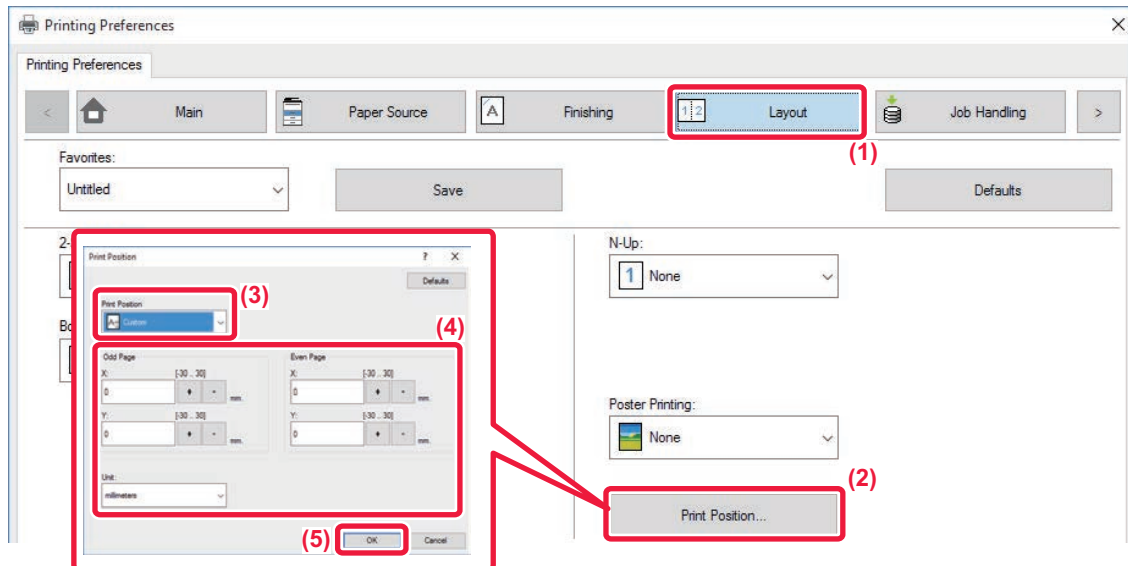 Printing Preferences
Printing Preferences
< Main Paper Source A Finishing 1 2 Layout Job Handling >
(1)
Favorites:
Untitled Save Defaults
2-
N-Up:
1 None
Bo
Print Position ? X
Defaults
Print Position
(3)
Custom
(4)
Odd Page Even Page
X: [-30 .. 30] X: [-30 .. 30]
0 + - mm. 0 + - mm.
Y: [-30 .. 30] Y: [-30 .. 30]
0 + - mm. 0 + - mm.
Unit:
millimeters
(5) OK Cancel
Poster Printing:
None
(2)
Print Position...